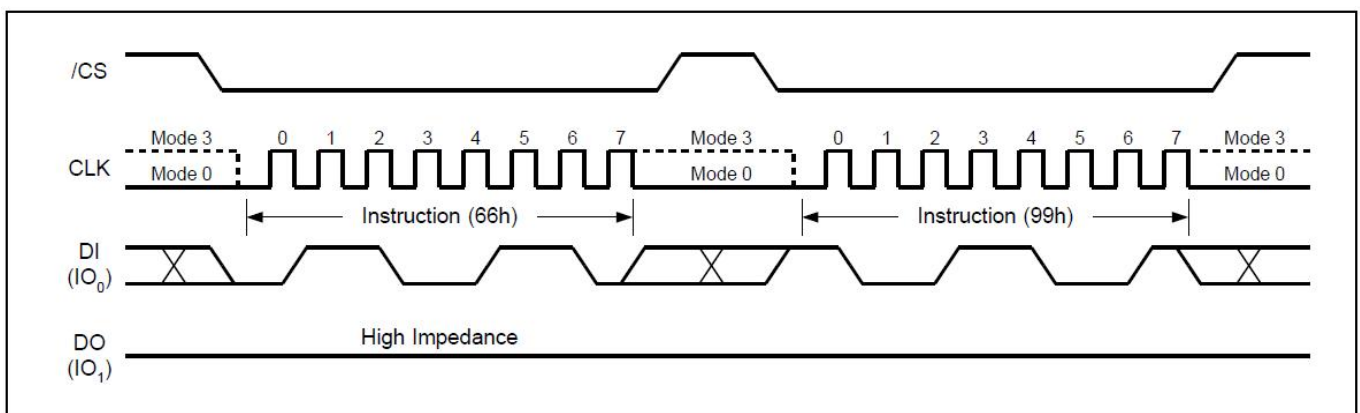 /CS
Mode 3 0 1 2 3 4 5 6 7 Mode 3 0 1 2 3 4 5 6 7 Mode 3
CLK
Mode 0 Mode 0 Mode 0
Instruction (66h) Instruction (99h)
DI
(IO₀)
High Impedance
DO
(IO₁)